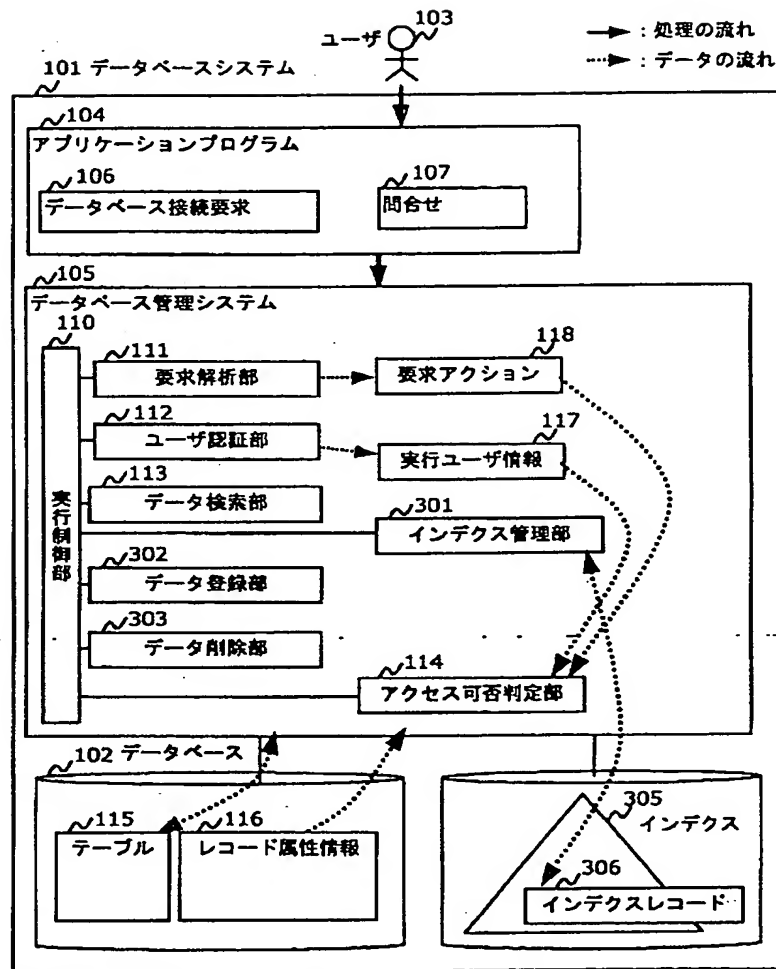 103
ユーザ
：処理の流れ
：データの流れ
101 データベースシステム
104
アプリケーションプログラム
106
データベース接続要求
107
問合せ
105
データベース管理システム
110
実行制御部
111
要求解析部
118
要求アクション
112
ユーザ認証部
117
実行ユーザ情報
113
データ検索部
301
インデクス管理部
302
データ登録部
303
データ削除部
114
アクセス可否判定部
102 データベース
115
テーブル
116
レコード属性情報
305
インデクス
306
インデクスレコード